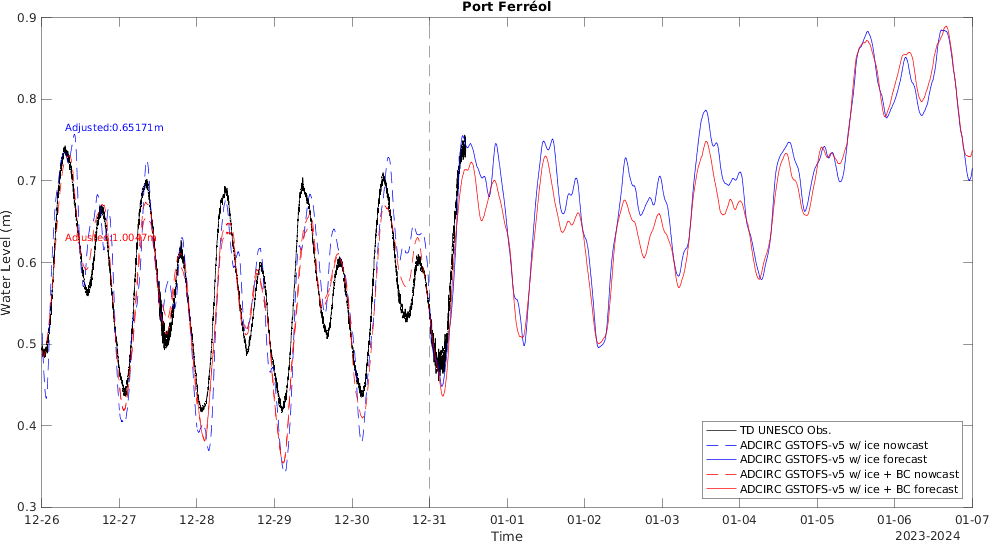 Port Ferréol
0.9
0.8
0.7
0.6
0.5
0.4
0.3
Water Level (m)
Adjusted:0.65171m
Adjusted:1.0047m
TD UNESCO Obs.
ADCIRC GSTOFS-v5 w/ ice nowcast
ADCIRC GSTOFS-v5 w/ ice forecast
ADCIRC GSTOFS-v5 w/ ice + BC nowcast
ADCIRC GSTOFS-v5 w/ ice + BC forecast
12-26 12-27 12-28 12-29 12-30 12-31 01-01 01-02 01-03 01-04 01-05 01-06 01-07
Time
2023-2024